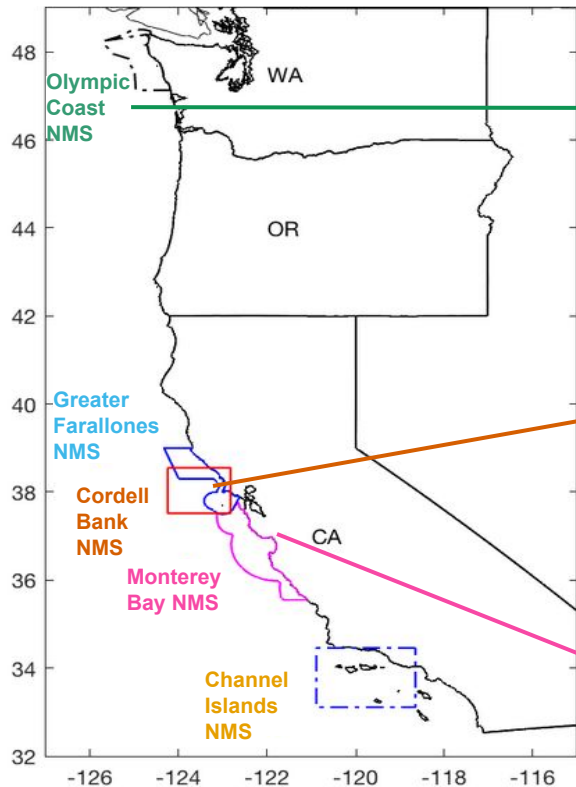 48
WA
Olympic
Coast
NMS
46
44
OR
42
40
Greater
Farallones
NMS
38
Cordell
Bank
NMS
CA
36
Monterey
Bay NMS
34
Channel
Islands
NMS
32
-126 -124 -122 -120 -118 -116